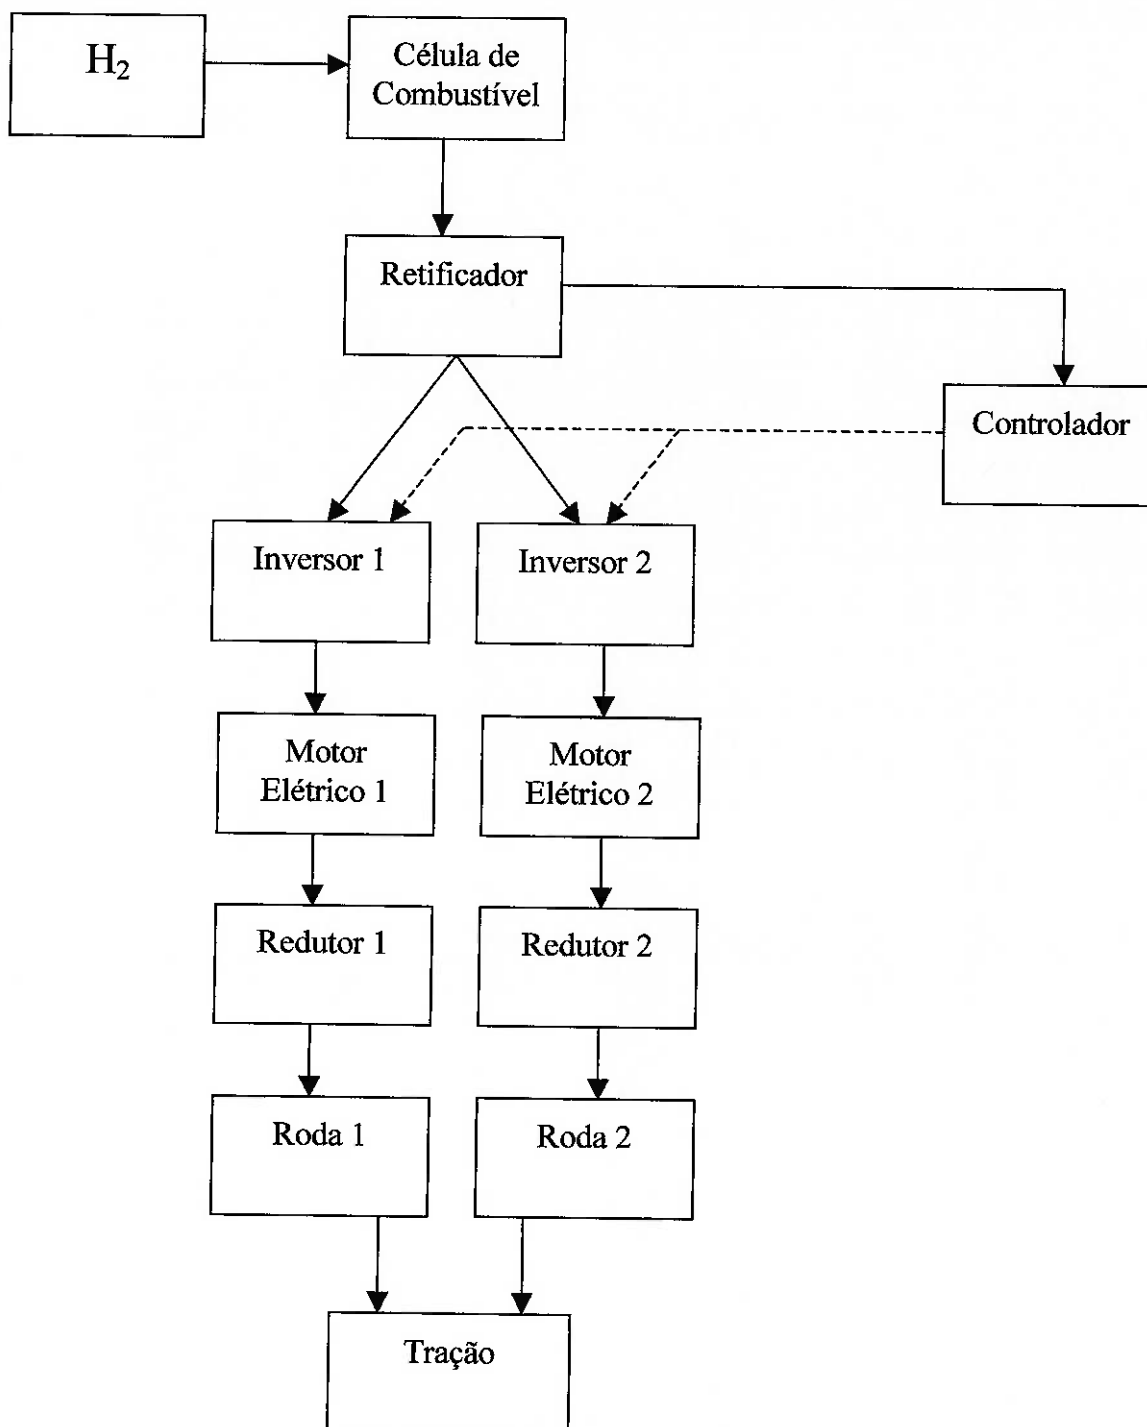 H₂
Célula de
Combustível
Retificador
Controlador
Inversor 1
Inversor 2
Motor
Elétrico 1
Motor
Elétrico 2
Redutor 1
Redutor 2
Roda 1
Roda 2
Tração